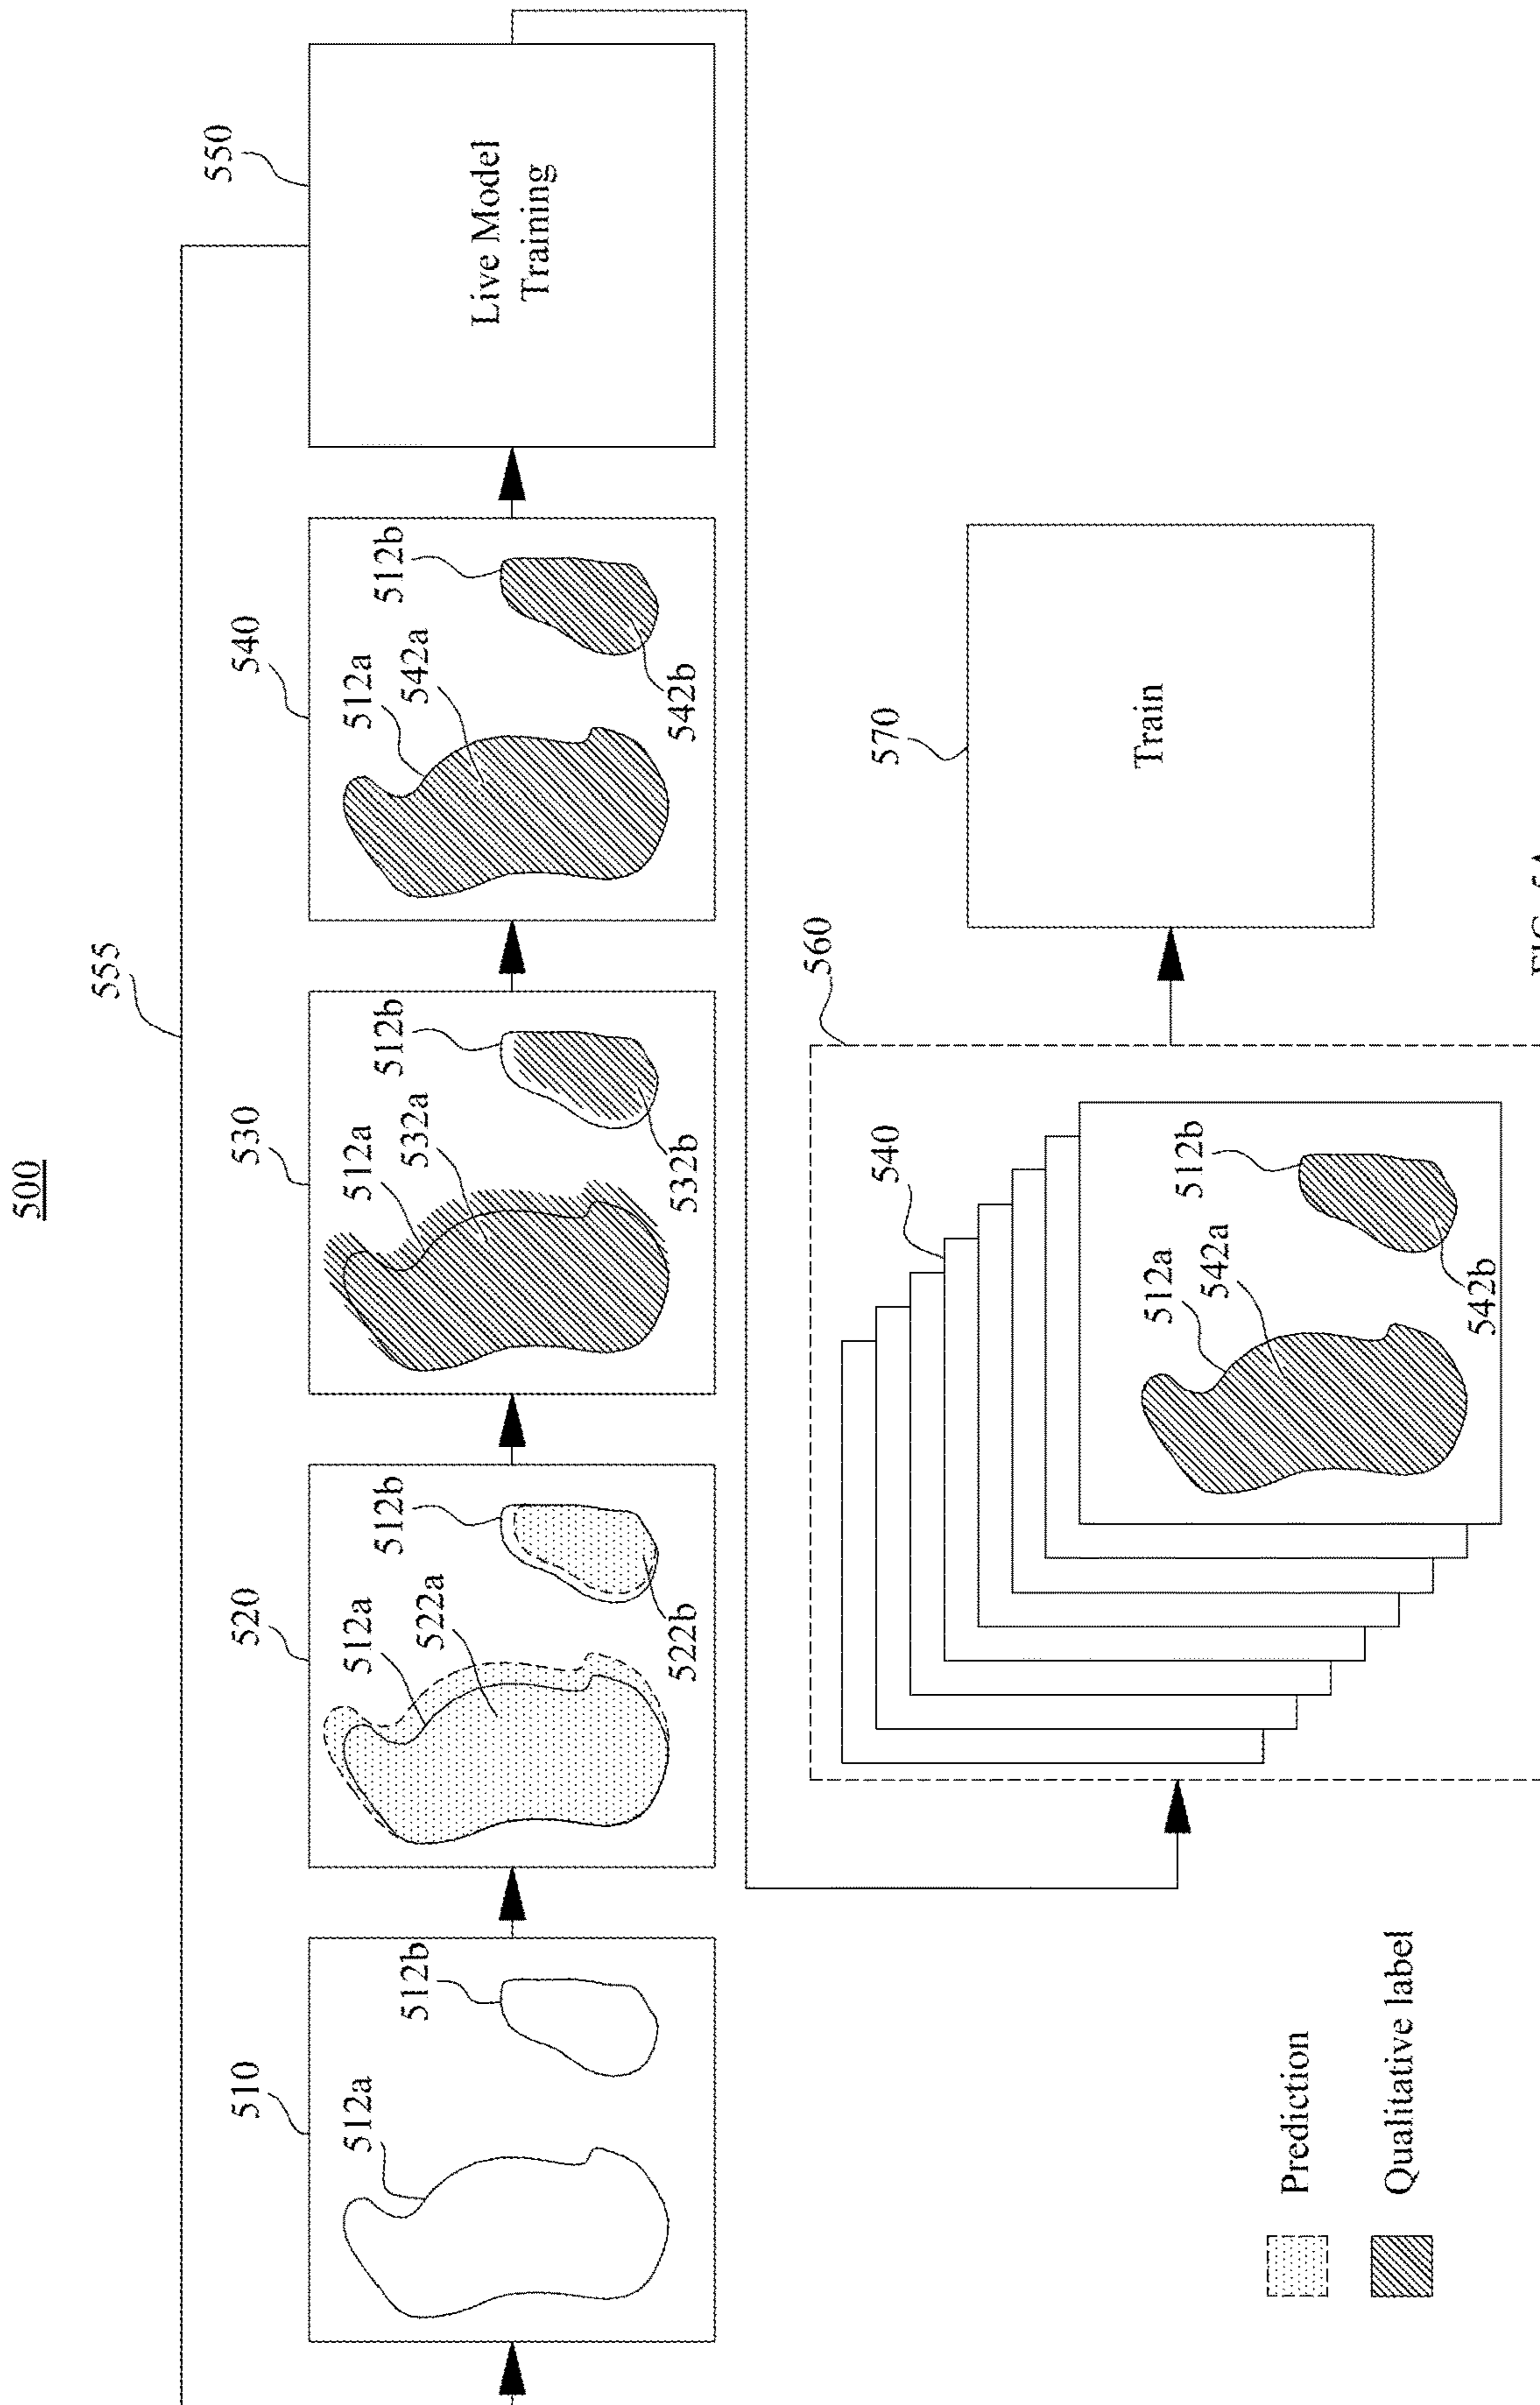 500
555
510
512a
512b
520
512a
522a
512b
522b
530
512a
532a
512b
532b
540
512a
542a
512b
542b
550
Live Model
Training
560
540
512a
542a
512b
542b
570
Train
Prediction
Qualitative label